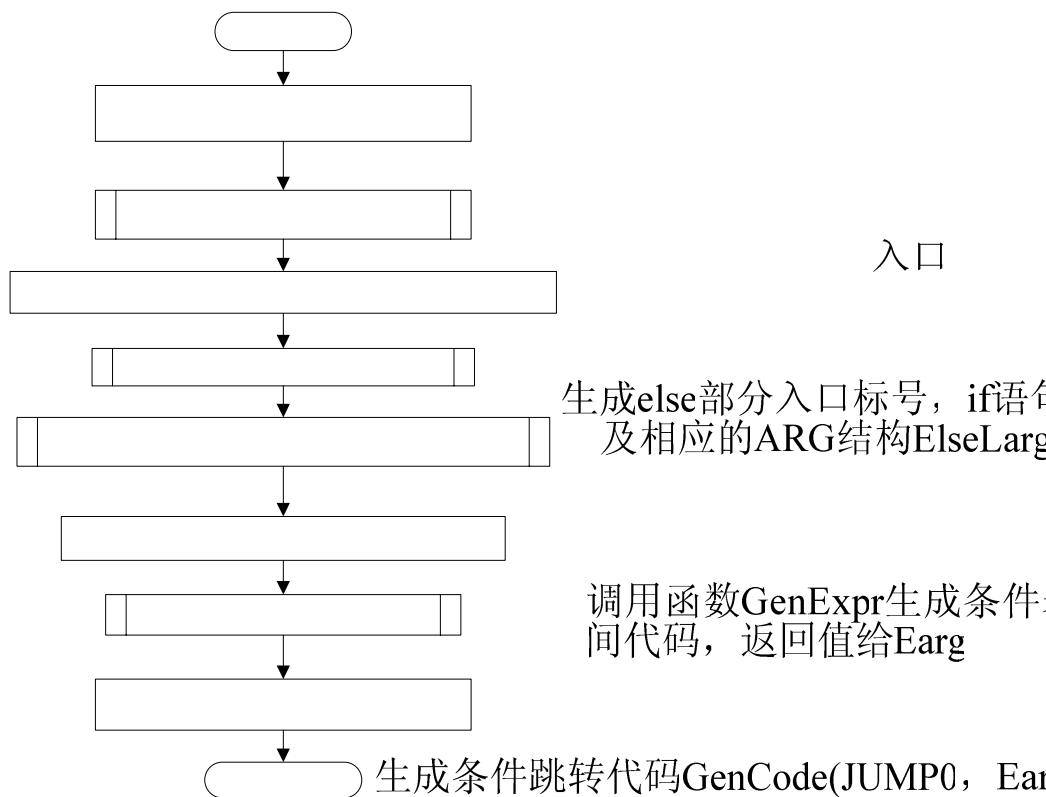 入口
生成else部分入口标号，if语
及相应的ARG结构ElseLarg
调用函数GenExpr生成条件
间代码，返回值给Earg
生成条件跳转代码GenCode(JUMP0，Ear